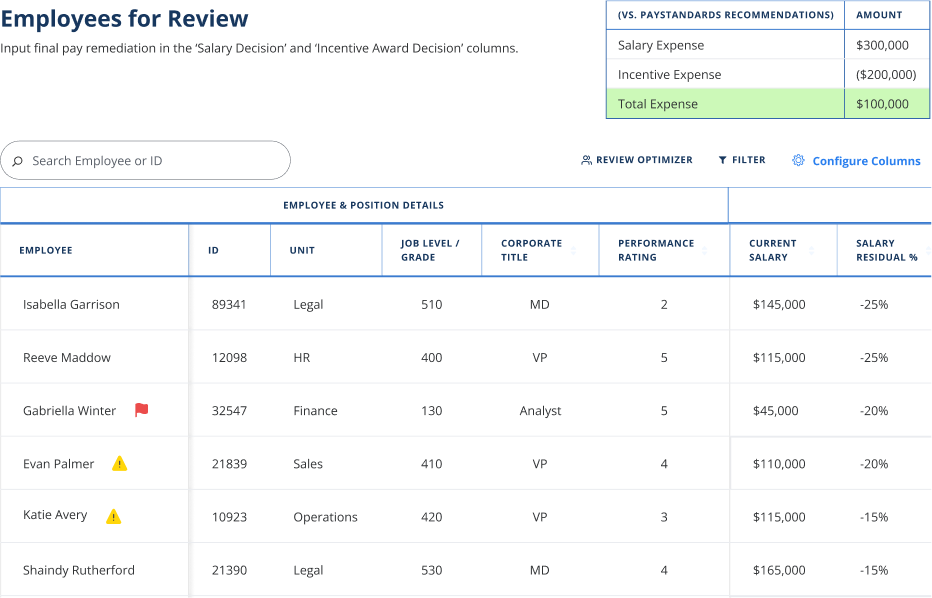 Employees for Review
Input final pay remediation in the ‘Salary Decision’ and ‘Incentive Award Decision’ columns.
(VS. PAYSTANDARDS RECOMMENDATIONS) AMOUNT
Salary Expense $300,000
Incentive Expense ($200,000)
Total Expense $100,000
Search Employee or ID
REVIEW OPTIMIZER FILTER Configure Columns
EMPLOYEE & POSITION DETAILS
EMPLOYEE ID UNIT JOB LEVEL / GRADE CORPORATE TITLE PERFORMANCE RATING CURRENT SALARY SALARY RESIDUAL %
Isabella Garrison 89341 Legal 510 MD 2 $145,000 -25%
Reeve Maddow 12098 HR 400 VP 5 $115,000 -25%
Gabriella Winter 32547 Finance 130 Analyst 5 $45,000 -20%
Evan Palmer 21839 Sales 410 VP 4 $110,000 -20%
Katie Avery 10923 Operations 420 VP 3 $115,000 -15%
Shaindy Rutherford 21390 Legal 530 MD 4 $165,000 -15%